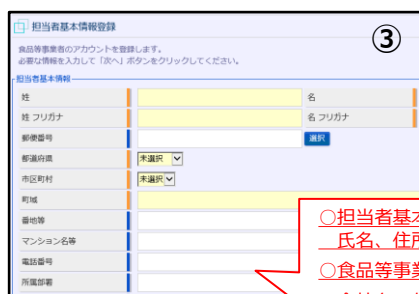 担当者基本情報登録
③
食品等事業者のアカウントを登録します。
必要な情報を入力して「次へ」ボタンをクリックしてください。
担当者基本情報
姓 名
姓 フリガナ 名 フリガナ
郵便番号 選択
都道府県 未選択
市区町村 未選択
町域
番地等
マンション名等
電話番号
所属部署
○担当者基本
氏名、住所
○食品等事業